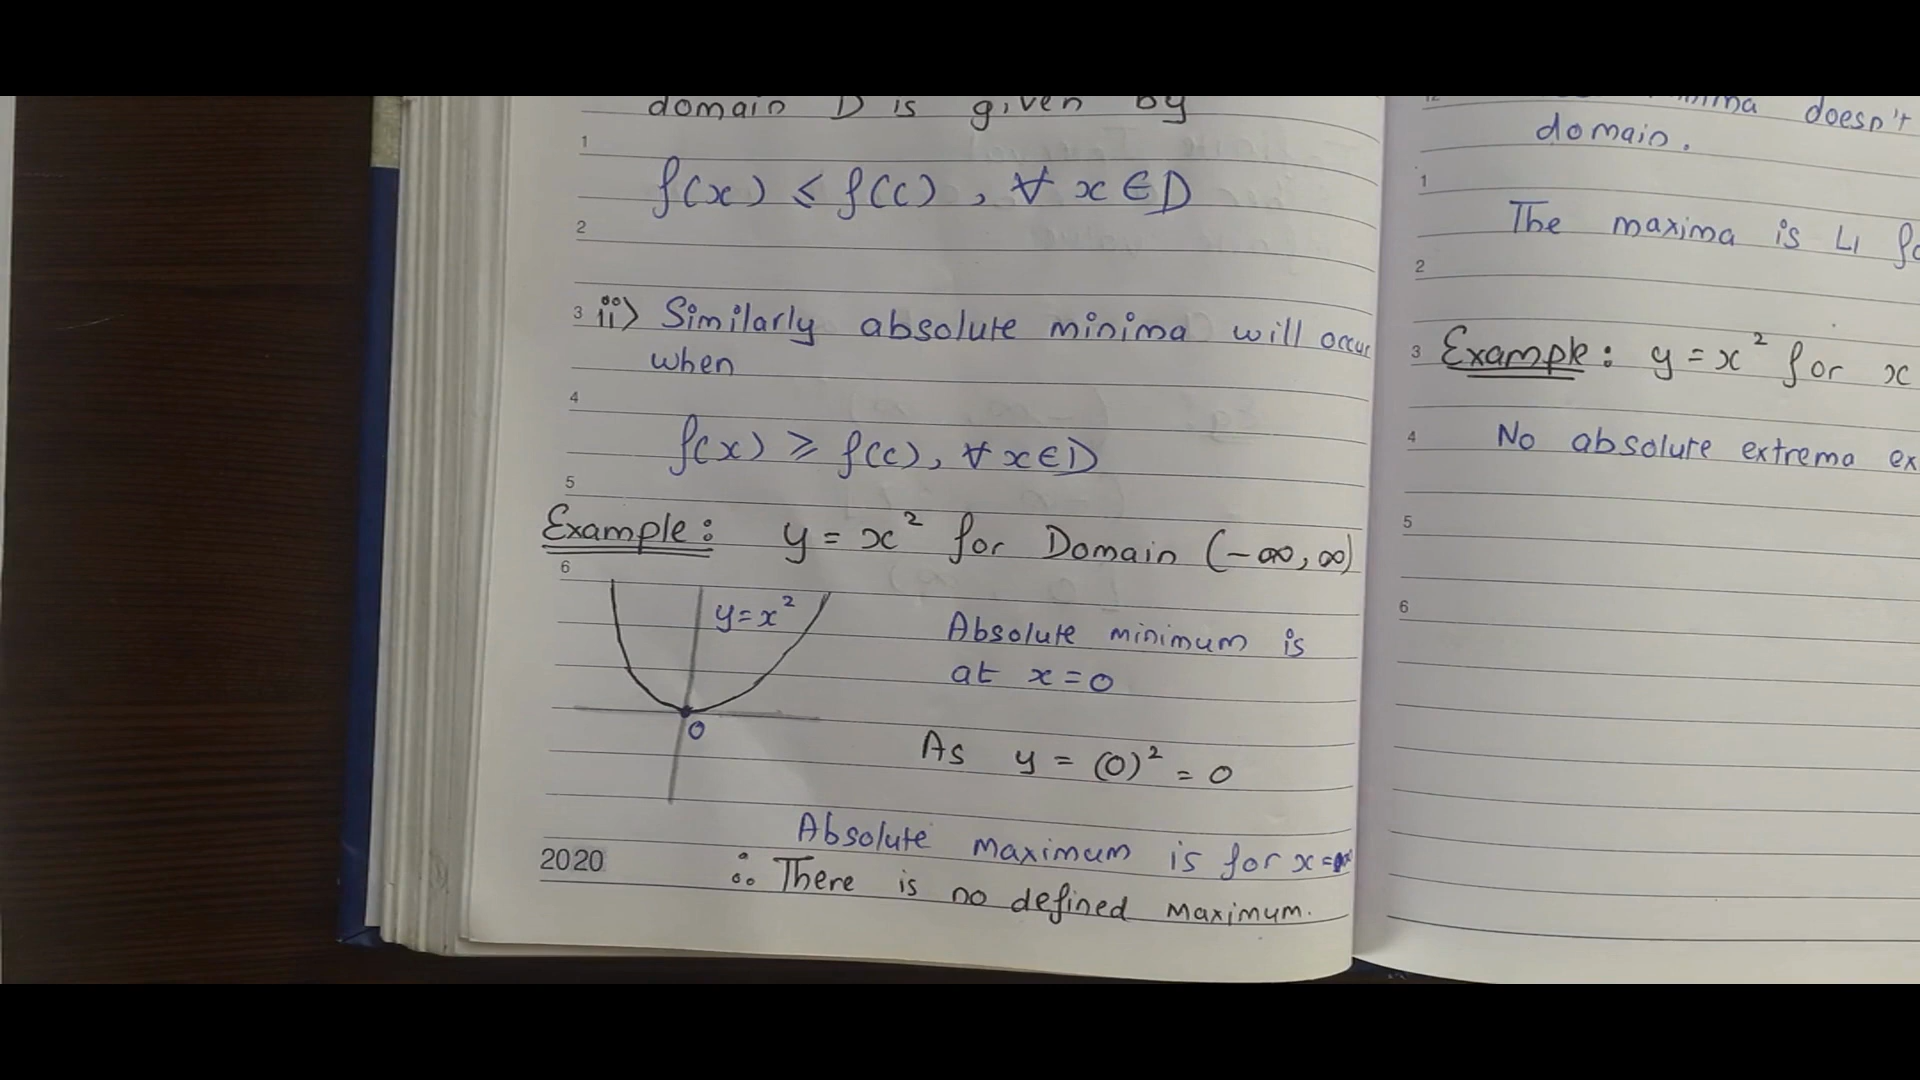 domain D is given by
1
f(x) ≤ f(c), ∀ x ∈ D
2
3 ii) Similarly absolute minima will occur
when
4
f(x) ≥ f(c), ∀ x ∈ D
5
Example: y = x² for Domain (-∞, ∞)
6
y = x²
0
Absolute minimum is
at x = 0
As y = (0)² = 0
Absolute maximum is for x = ∞
2020 ∴ There is no defined maximum.
12 doesn't
domain.
1
The maxima is 4
2
3 Example: y = x² for x
4 No absolute extrema
5
6